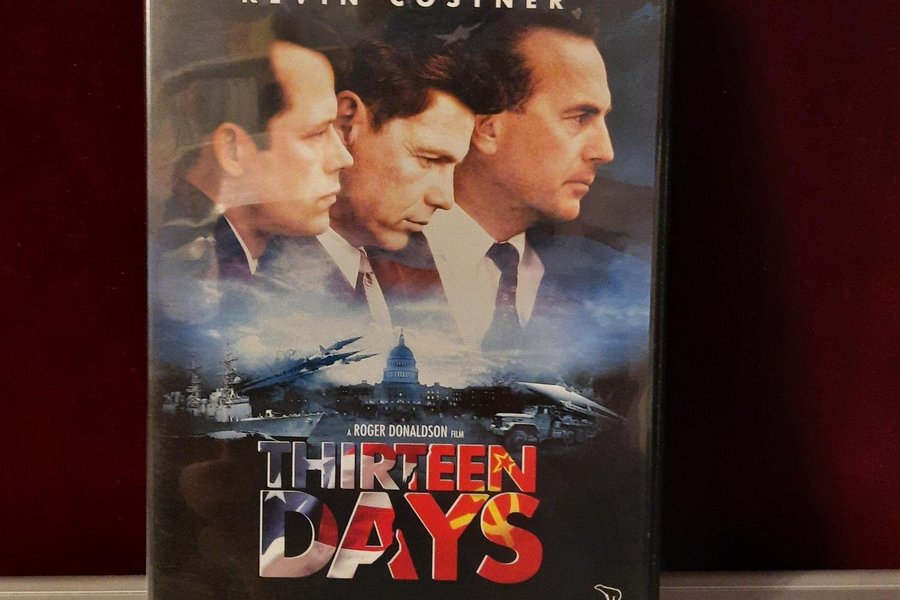 KEVIN COSTNER
A ROGER DONALDSON FILM
THIRTEEN
DAYS